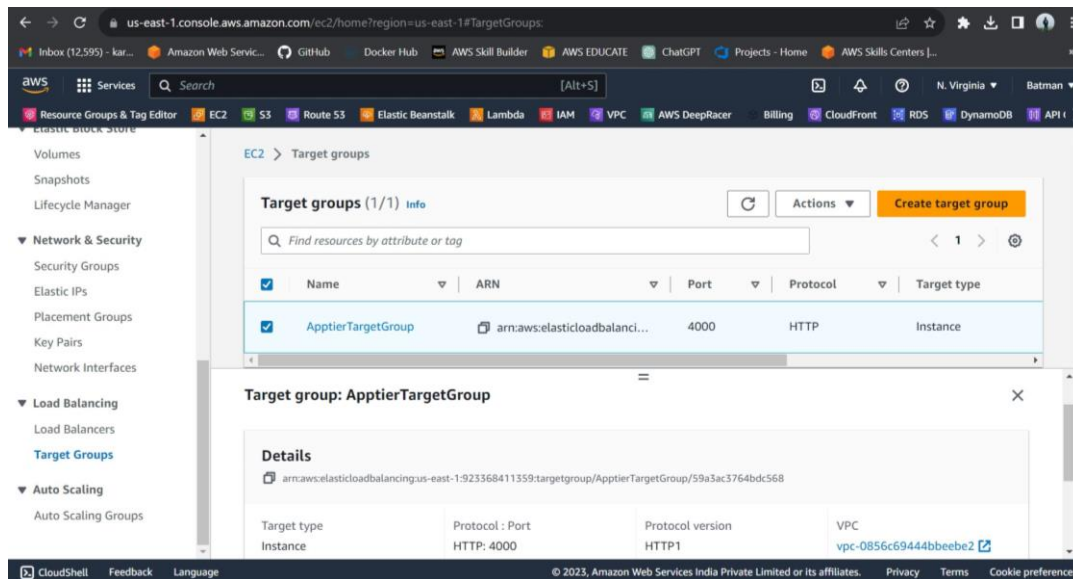 us-east-1.console.aws.amazon.com/ec2/home?region=us-east-1#TargetGroups:
Inbox (12,595) - kar... Amazon Web Servic... GitHub Docker Hub AWS Skill Builder AWS EDUCATE ChatGPT Projects - Home AWS Skills Centers |...
aws Services Search [Alt+S] N. Virginia ▼ Batman ▼
Resource Groups & Tag Editor EC2 S3 Route 53 Elastic Beanstalk Lambda IAM VPC AWS DeepRacer Billing CloudFront RDS DynamoDB API
Elastic Block Store
Volumes
Snapshots
Lifecycle Manager
Network & Security
Security Groups
Elastic IPs
Placement Groups
Key Pairs
Network Interfaces
Load Balancing
Load Balancers
Target Groups
Auto Scaling
Auto Scaling Groups
EC2 > Target groups
Target groups (1/1) Info
Actions ▼ Create target group
Find resources by attribute or tag
< 1 >
Name ARN Port Protocol Target type
ApptierTargetGroup arn:aws:elasticloadbalanci... 4000 HTTP Instance
Target group: ApptierTargetGroup
Details
arn:aws:elasticloadbalancing:us-east-1:923368411359:targetgroup/ApptierTargetGroup/59a3ac3764bdc568
Target type Protocol : Port Protocol version VPC
Instance HTTP: 4000 HTTP1 vpc-0856c69444bbeebe2
CloudShell Feedback Language © 2023, Amazon Web Services India Private Limited or its affiliates. Privacy Terms Cookie preference